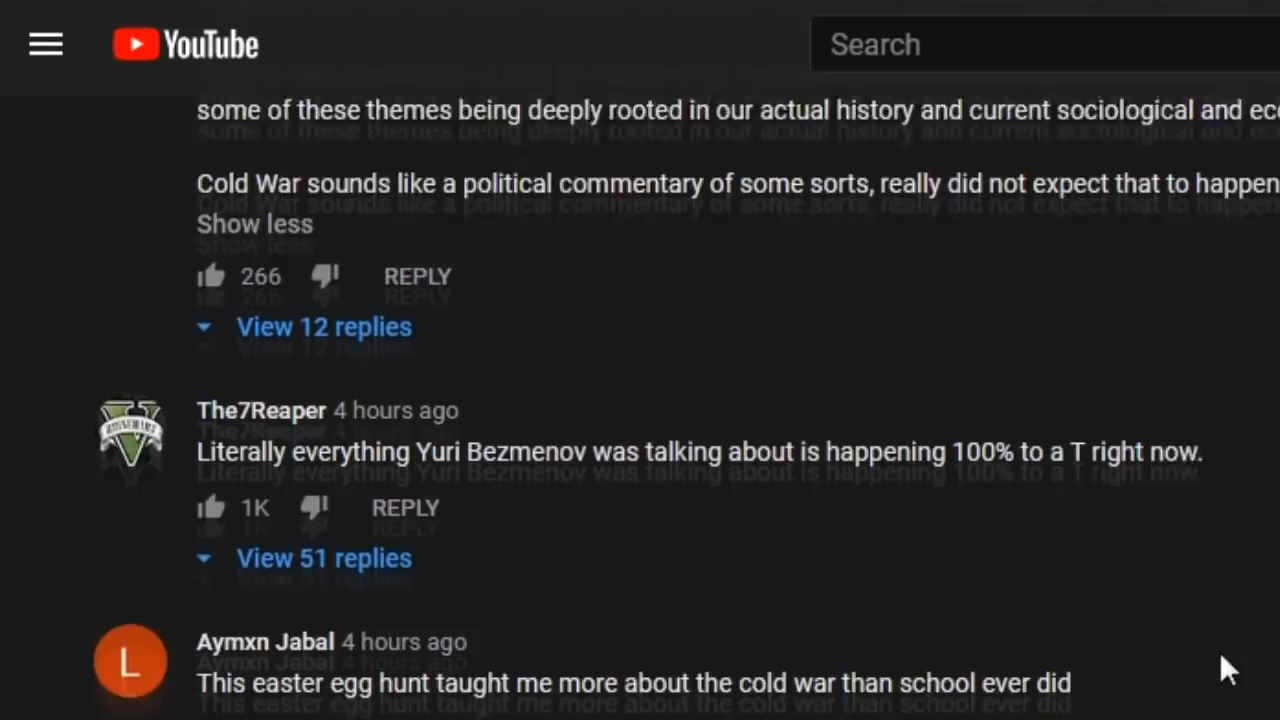 YouTube
Search
some of these themes being deeply rooted in our actual history and current sociological and
Cold War sounds like a political commentary of some sorts, really did not expect that to happen
Show less
266 REPLY
View 12 replies
The7Reaper 4 hours ago
Literally everything Yuri Bezmenov was talking about is happening 100% to a T right now.
1K REPLY
View 51 replies
L
Aymxn Jabal 4 hours ago
This easter egg hunt taught me more about the cold war than school ever did